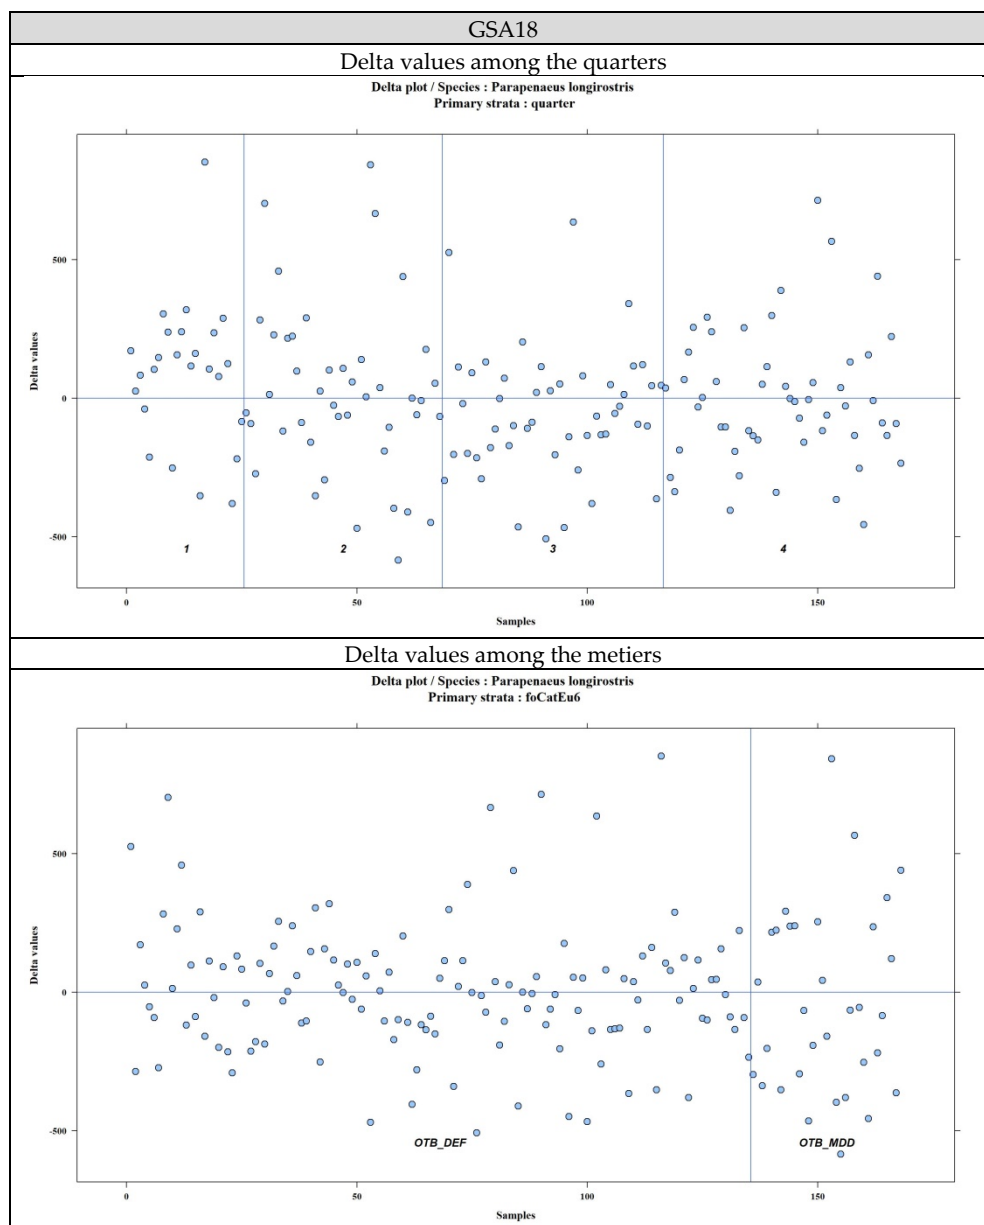 GSA18
Delta values among the quarters
Delta plot / Species : Parapenaeus longirostris
Primary strata : quarter
500
0
-500
Delta values
1
2
3
4
0
50
100
150
Samples
Delta values among the metiers
Delta plot / Species : Parapenaeus longirostris
Primary strata : foCatEu6
500
0
-500
Delta values
OTB_DEF
OTB_MDD
0
50
100
150
Samples